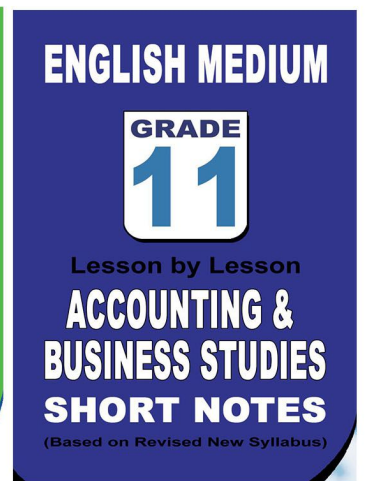 ENGLISH MEDIUM
GRADE
11
Lesson by Lesson
ACCOUNTING &
BUSINESS STUDIES
SHORT NOTES
(Based on Revised New Syllabus)